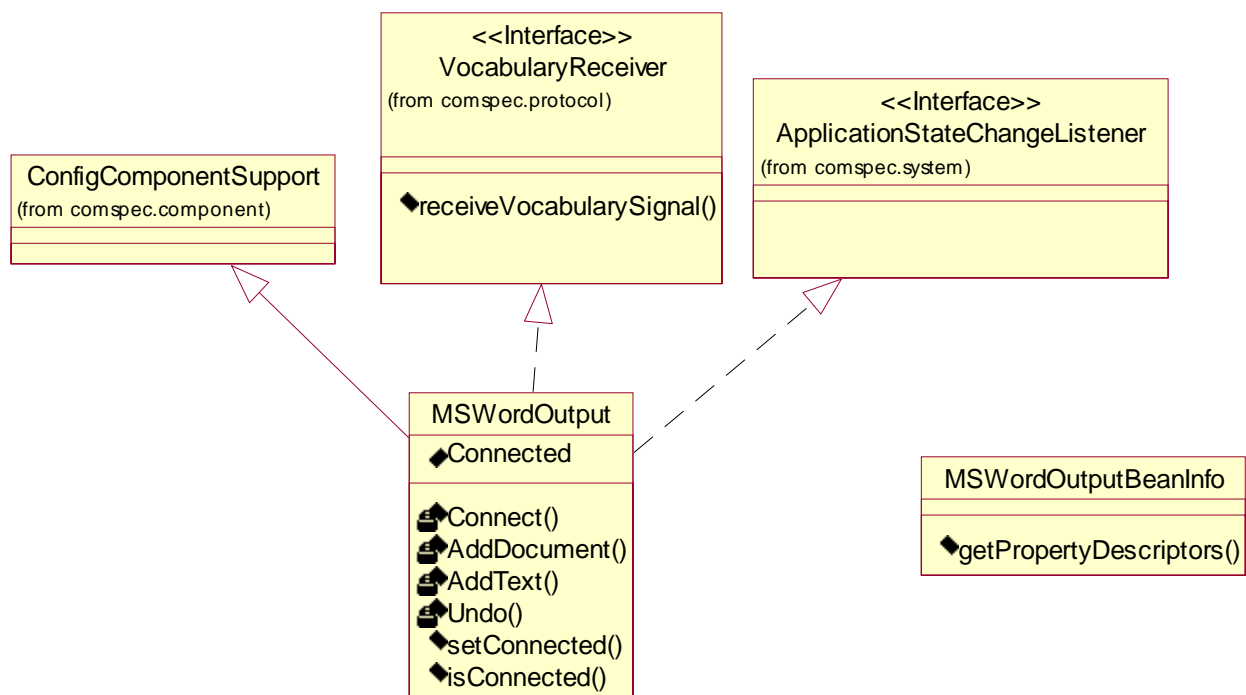 <<Interface>>
VocabularyReceiver
(from comspec.protocol)
receiveVocabularySignal()
<<Interface>>
ApplicationStateChangeListener
(from comspec.system)
ConfigComponentSupport
(from comspec.component)
MSWordOutput
Connected
Connect()
AddDocument()
AddText()
Undo()
setConnected()
isConnected()
MSWordOutputBeanInfo
getPropertyDescriptors()